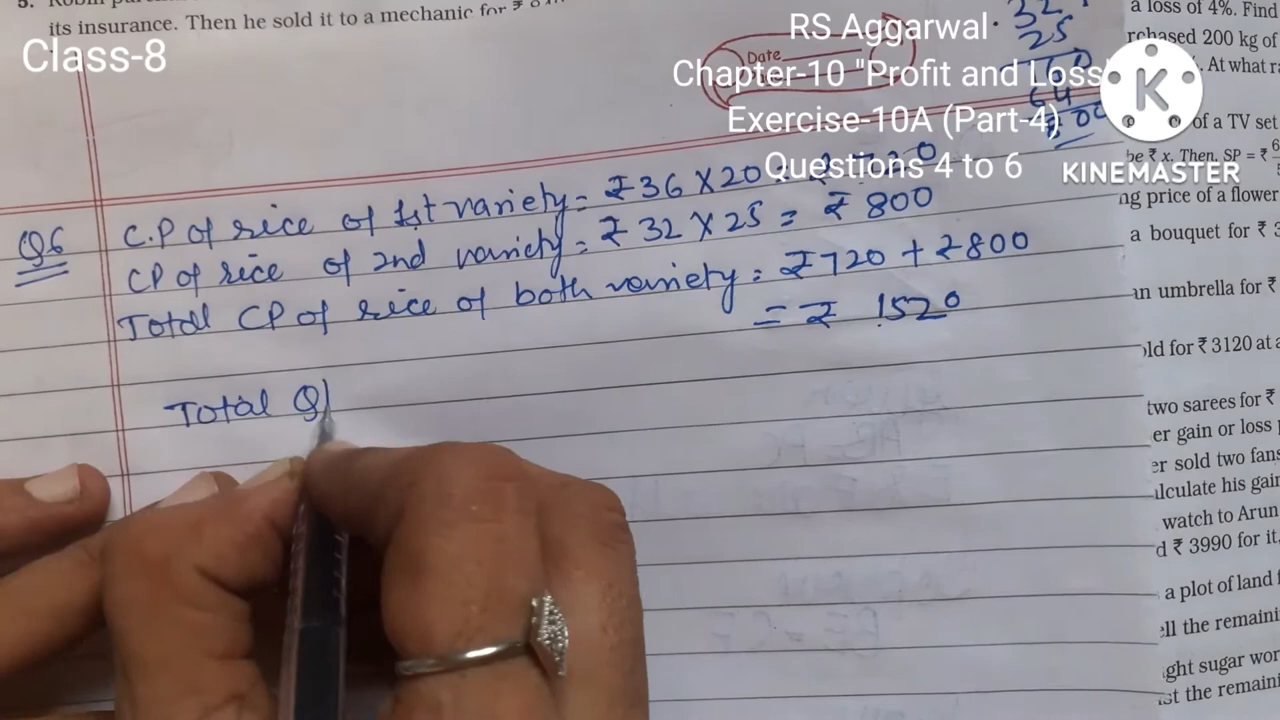 its insurance. Then he sold it to a mechanic for ₹
Class-8
RS Aggarwal
Chapter-10 "Profit and Loss"
Exercise-10A (Part-4)
Questions 4 to 6
Date
32
25
64
K
KINEMASTER
Q6
C.P of rice of 1st variety = ₹36 X 20 =
CP of rice of 2nd variety = ₹32 X 25 = ₹800
Total CP of rice of both variety = ₹720 + ₹800
= ₹ 1520
Total
a loss of 4%. Find
rchased 200 kg of
. At what
of a TV set
be ₹ x. Then, SP = ₹
ng price of a flower
a bouquet for ₹
an umbrella for ₹
old for ₹ 3120 at
two sarees for ₹
er gain or loss
er sold two fans
alculate his gain
watch to Arun
d ₹ 3990 for it.
a plot of land
ell the remaini
ght sugar wor
st the remaini